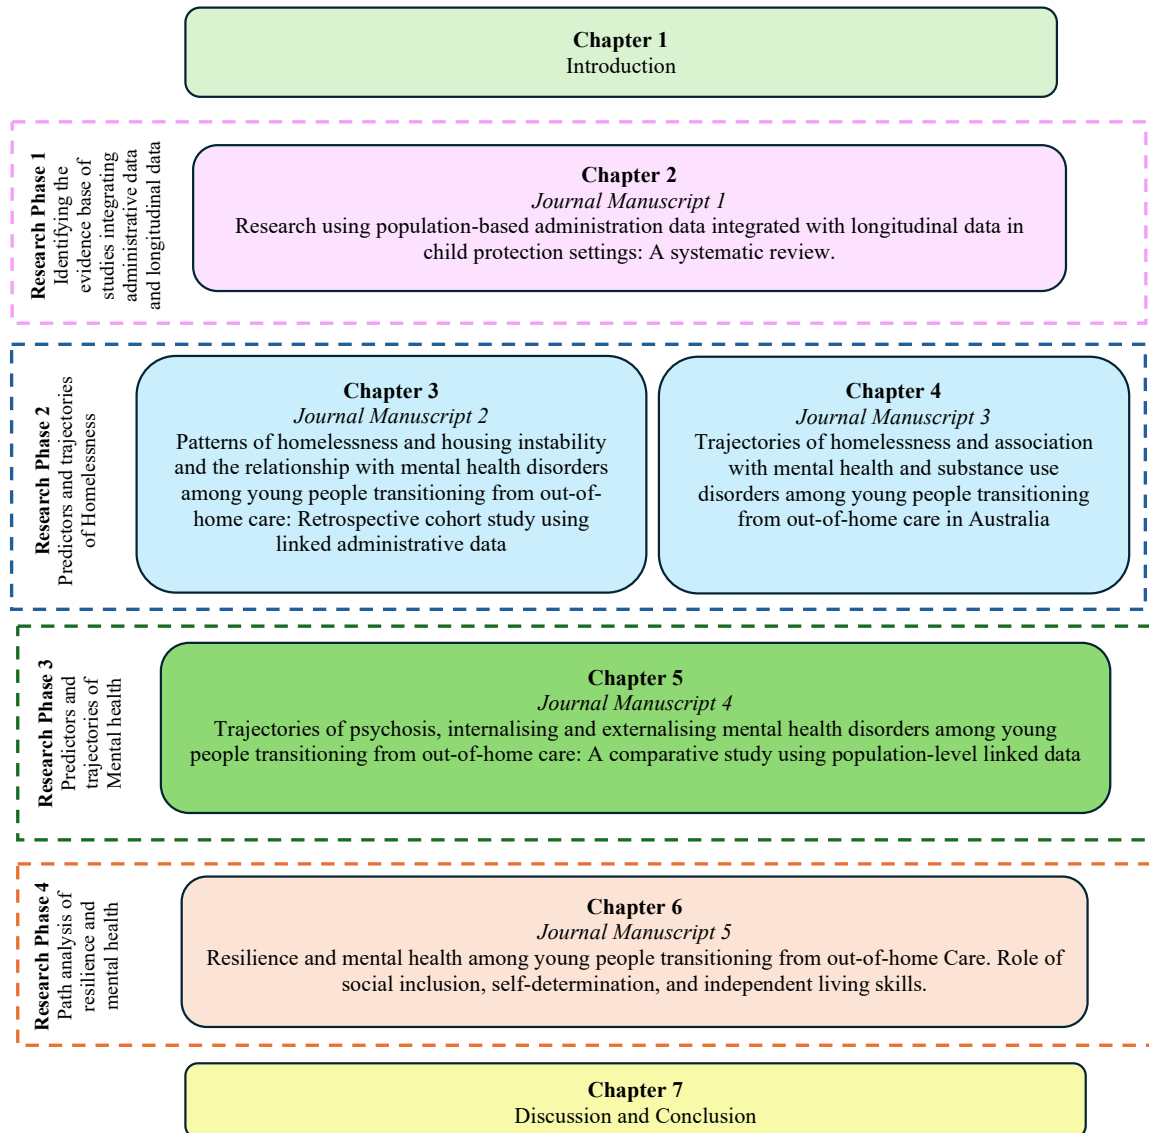 Chapter 1
Introduction
Research Phase 1
Identifying the
evidence base of
studies integrating
administrative data
and longitudinal data
Chapter 2
Journal Manuscript 1
Research using population-based administration data integrated with longitudinal data in
child protection settings: A systematic review.
Research Phase 2
Predictors and trajectories
of Homelessness
Chapter 3
Journal Manuscript 2
Patterns of homelessness and housing instability
and the relationship with mental health disorders
among young people transitioning from out-of-
home care: Retrospective cohort study using
linked administrative data
Chapter 4
Journal Manuscript 3
Trajectories of homelessness and association
with mental health and substance use
disorders among young people transitioning
from out-of-home care in Australia
Research Phase 3
Predictors and
trajectories of
Mental health
Chapter 5
Journal Manuscript 4
Trajectories of psychosis, internalising and externalising mental health disorders among young
people transitioning from out-of-home care: A comparative study using population-level linked data
Research Phase 4
Path analysis of
resilience and
mental health
Chapter 6
Journal Manuscript 5
Resilience and mental health among young people transitioning from out-of-home Care. Role of
social inclusion, self-determination, and independent living skills.
Chapter 7
Discussion and Conclusion